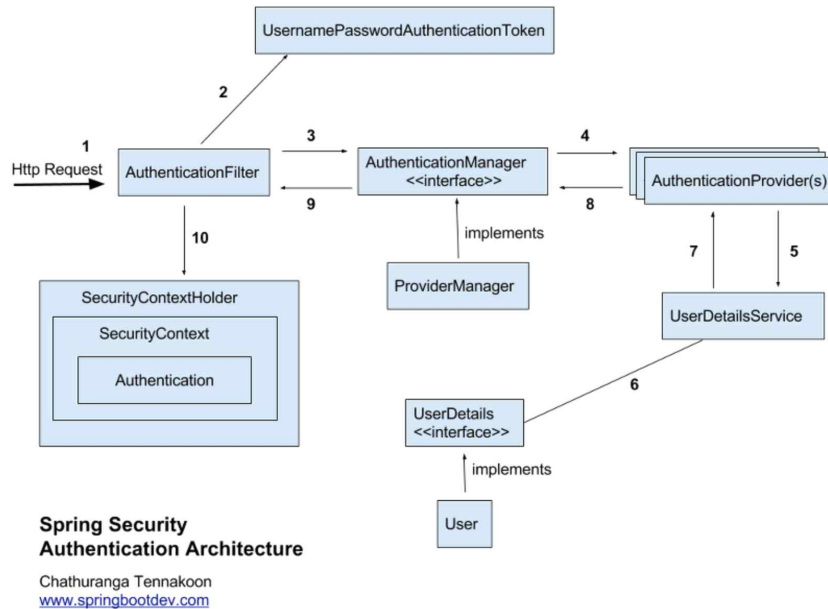 UsernamePasswordAuthenticationToken
2
1
3
4
Http Request
AuthenticationFilter
AuthenticationManager
<<interface>>
AuthenticationProvider(s)
9
8
10
implements
7
5
ProviderManager
SecurityContextHolder
SecurityContext
Authentication
UserDetailsService
6
UserDetails
<<interface>>
implements
User
Spring Security
Authentication Architecture
Chathuranga Tennakoon
www.springbootdev.com